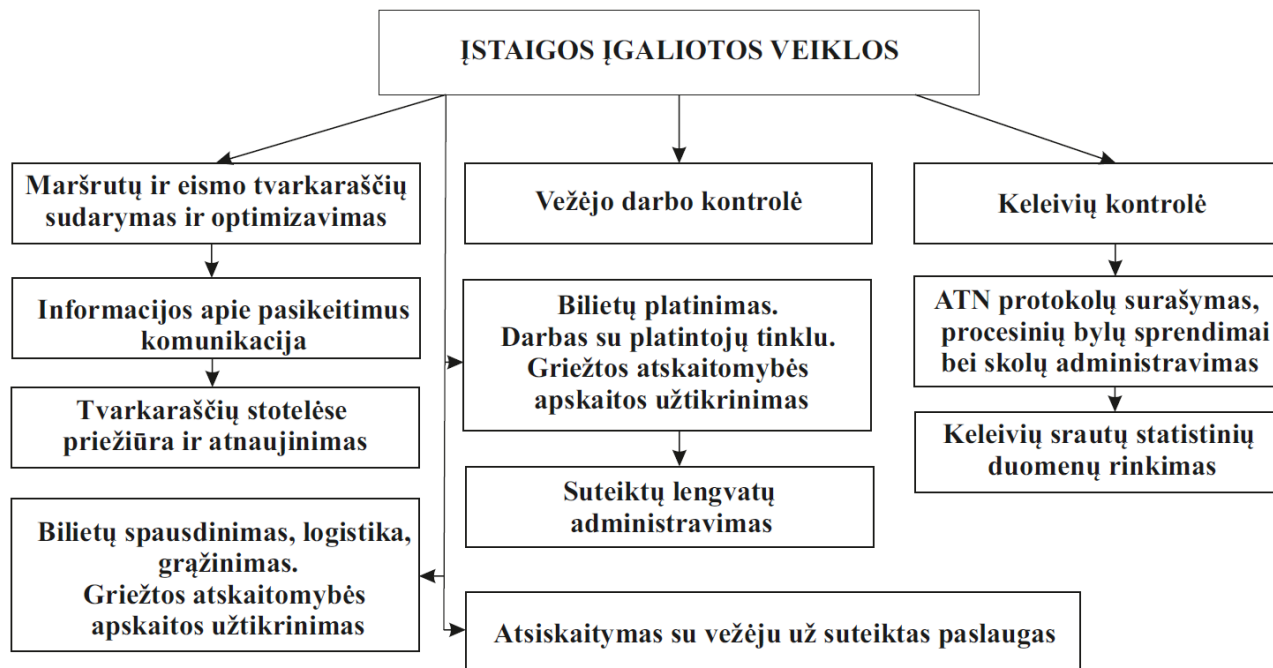 ĮSTAIGOS ĮGALIOTOS VEIKLOS
Maršrutų ir eismo tvarkaraščių
sudarymas ir optimizavimas
Informacijos apie pasikeitimus
komunikacija
Tvarkaraščių stotelėse
priežiūra ir atnaujinimas
Bilietų spausdinimas, logistika,
grąžinimas.
Griežtos atskaitomybės
apskaitos užtikrinimas
Vežėjo darbo kontrolė
Bilietų platinimas.
Darbas su platintojų tinklu.
Griežtos atskaitomybės
apskaitos užtikrinimas
Suteiktų lengvatų
administravimas
Atsiskaitymas su vežėju už suteiktas paslaugas
Keleivių kontrolė
ATN protokolų surašymas,
procesinių bylų sprendimai
bei skolų administravimas
Keleivių srautų statistinių
duomenų rinkimas